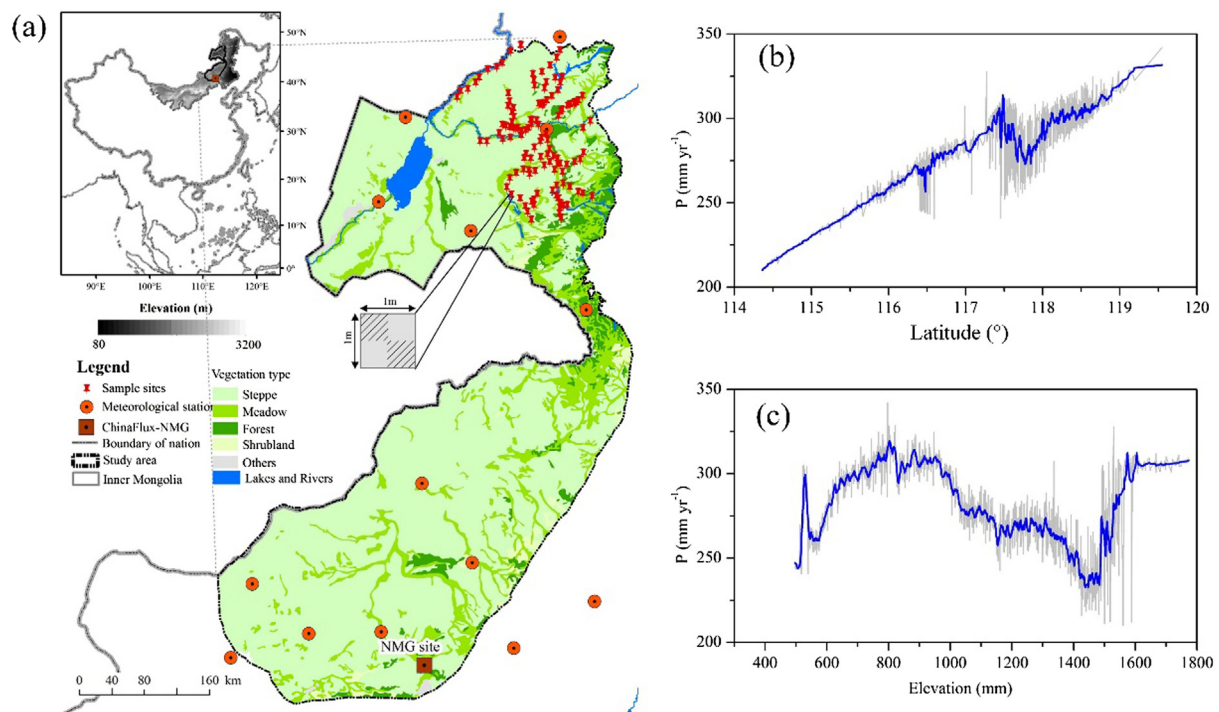 (a)
50°N
40°N
30°N
20°N
10°N
0°
90°E 100°E 110°E 120°E
Elevation (m)
80 3200
Legend
Sample sites
Meteorological station
ChinaFlux-NMG
Boundary of nation
Study area
Inner Mongolia
Vegetation type
Steppe
Meadow
Forest
Shrubland
Others
Lakes and Rivers
1m
1m
NMG site
0 40 80 160 km
(b)
P (mm yr-1)
350
300
250
200
114 115 116 117 118 119 120
Latitude (°)
(c)
P (mm yr-1)
350
300
250
200
400 600 800 1000 1200 1400 1600 1800
Elevation (mm)